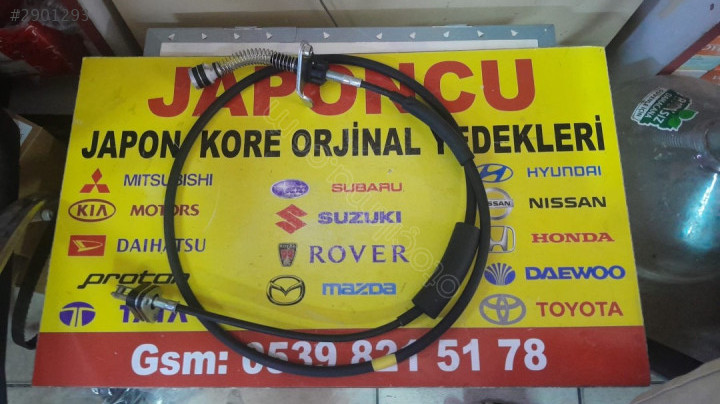 #2901293
JAPONCU
JAPON KORE ORJİNAL YEDEKLERİ
MITSUBISHI
SUBARU
HYUNDAI
KIA MOTORS
SUZUKI
NISSAN
DAIHATSU
ROVER
HONDA
proton
mazda
DAEWOO
TATA
TOYOTA
Gsm: 0539 821 51 78